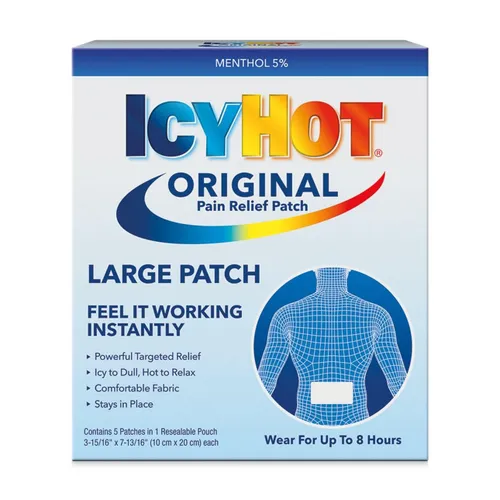 MENTHOL 5%
ICYHOT®
ORIGINAL
Pain Relief Patch
LARGE PATCH
FEEL IT WORKING
INSTANTLY
‣ Powerful Targeted Relief
‣ Icy to Dull, Hot to Relax
‣ Comfortable Fabric
‣ Stays in Place
Contains 5 Patches in 1 Resealable Pouch
3-15/16" x 7-13/16" (10 cm x 20 cm) each
Wear For Up To 8 Hours